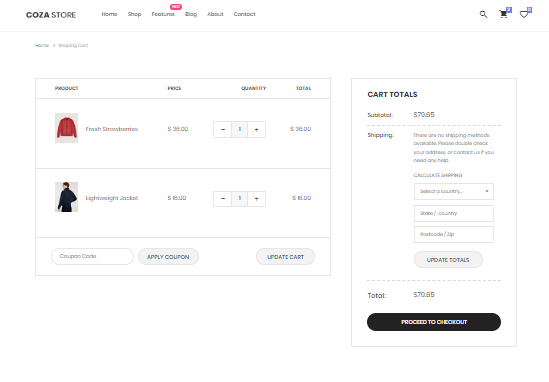 COZA STORE
Home Shop Features Blog About Contact
HOT
Home > Shoping Cart
PRODUCT PRICE QUANTITY TOTAL
Fresh Strawberries $ 36.00 − 1 + $ 36.00
Lightweight Jacket $ 16.00 − 1 + $ 16.00
Coupon Code APPLY COUPON UPDATE CART
CART TOTALS
Subtotal: $79.65
Shipping: There are no shipping methods
available. Please double check
your address, or contact us if you
need any help.
CALCULATE SHIPPING
Select a country...
State / country
Postcode / Zip
UPDATE TOTALS
Total: $79.65
PROCEED TO CHECKOUT